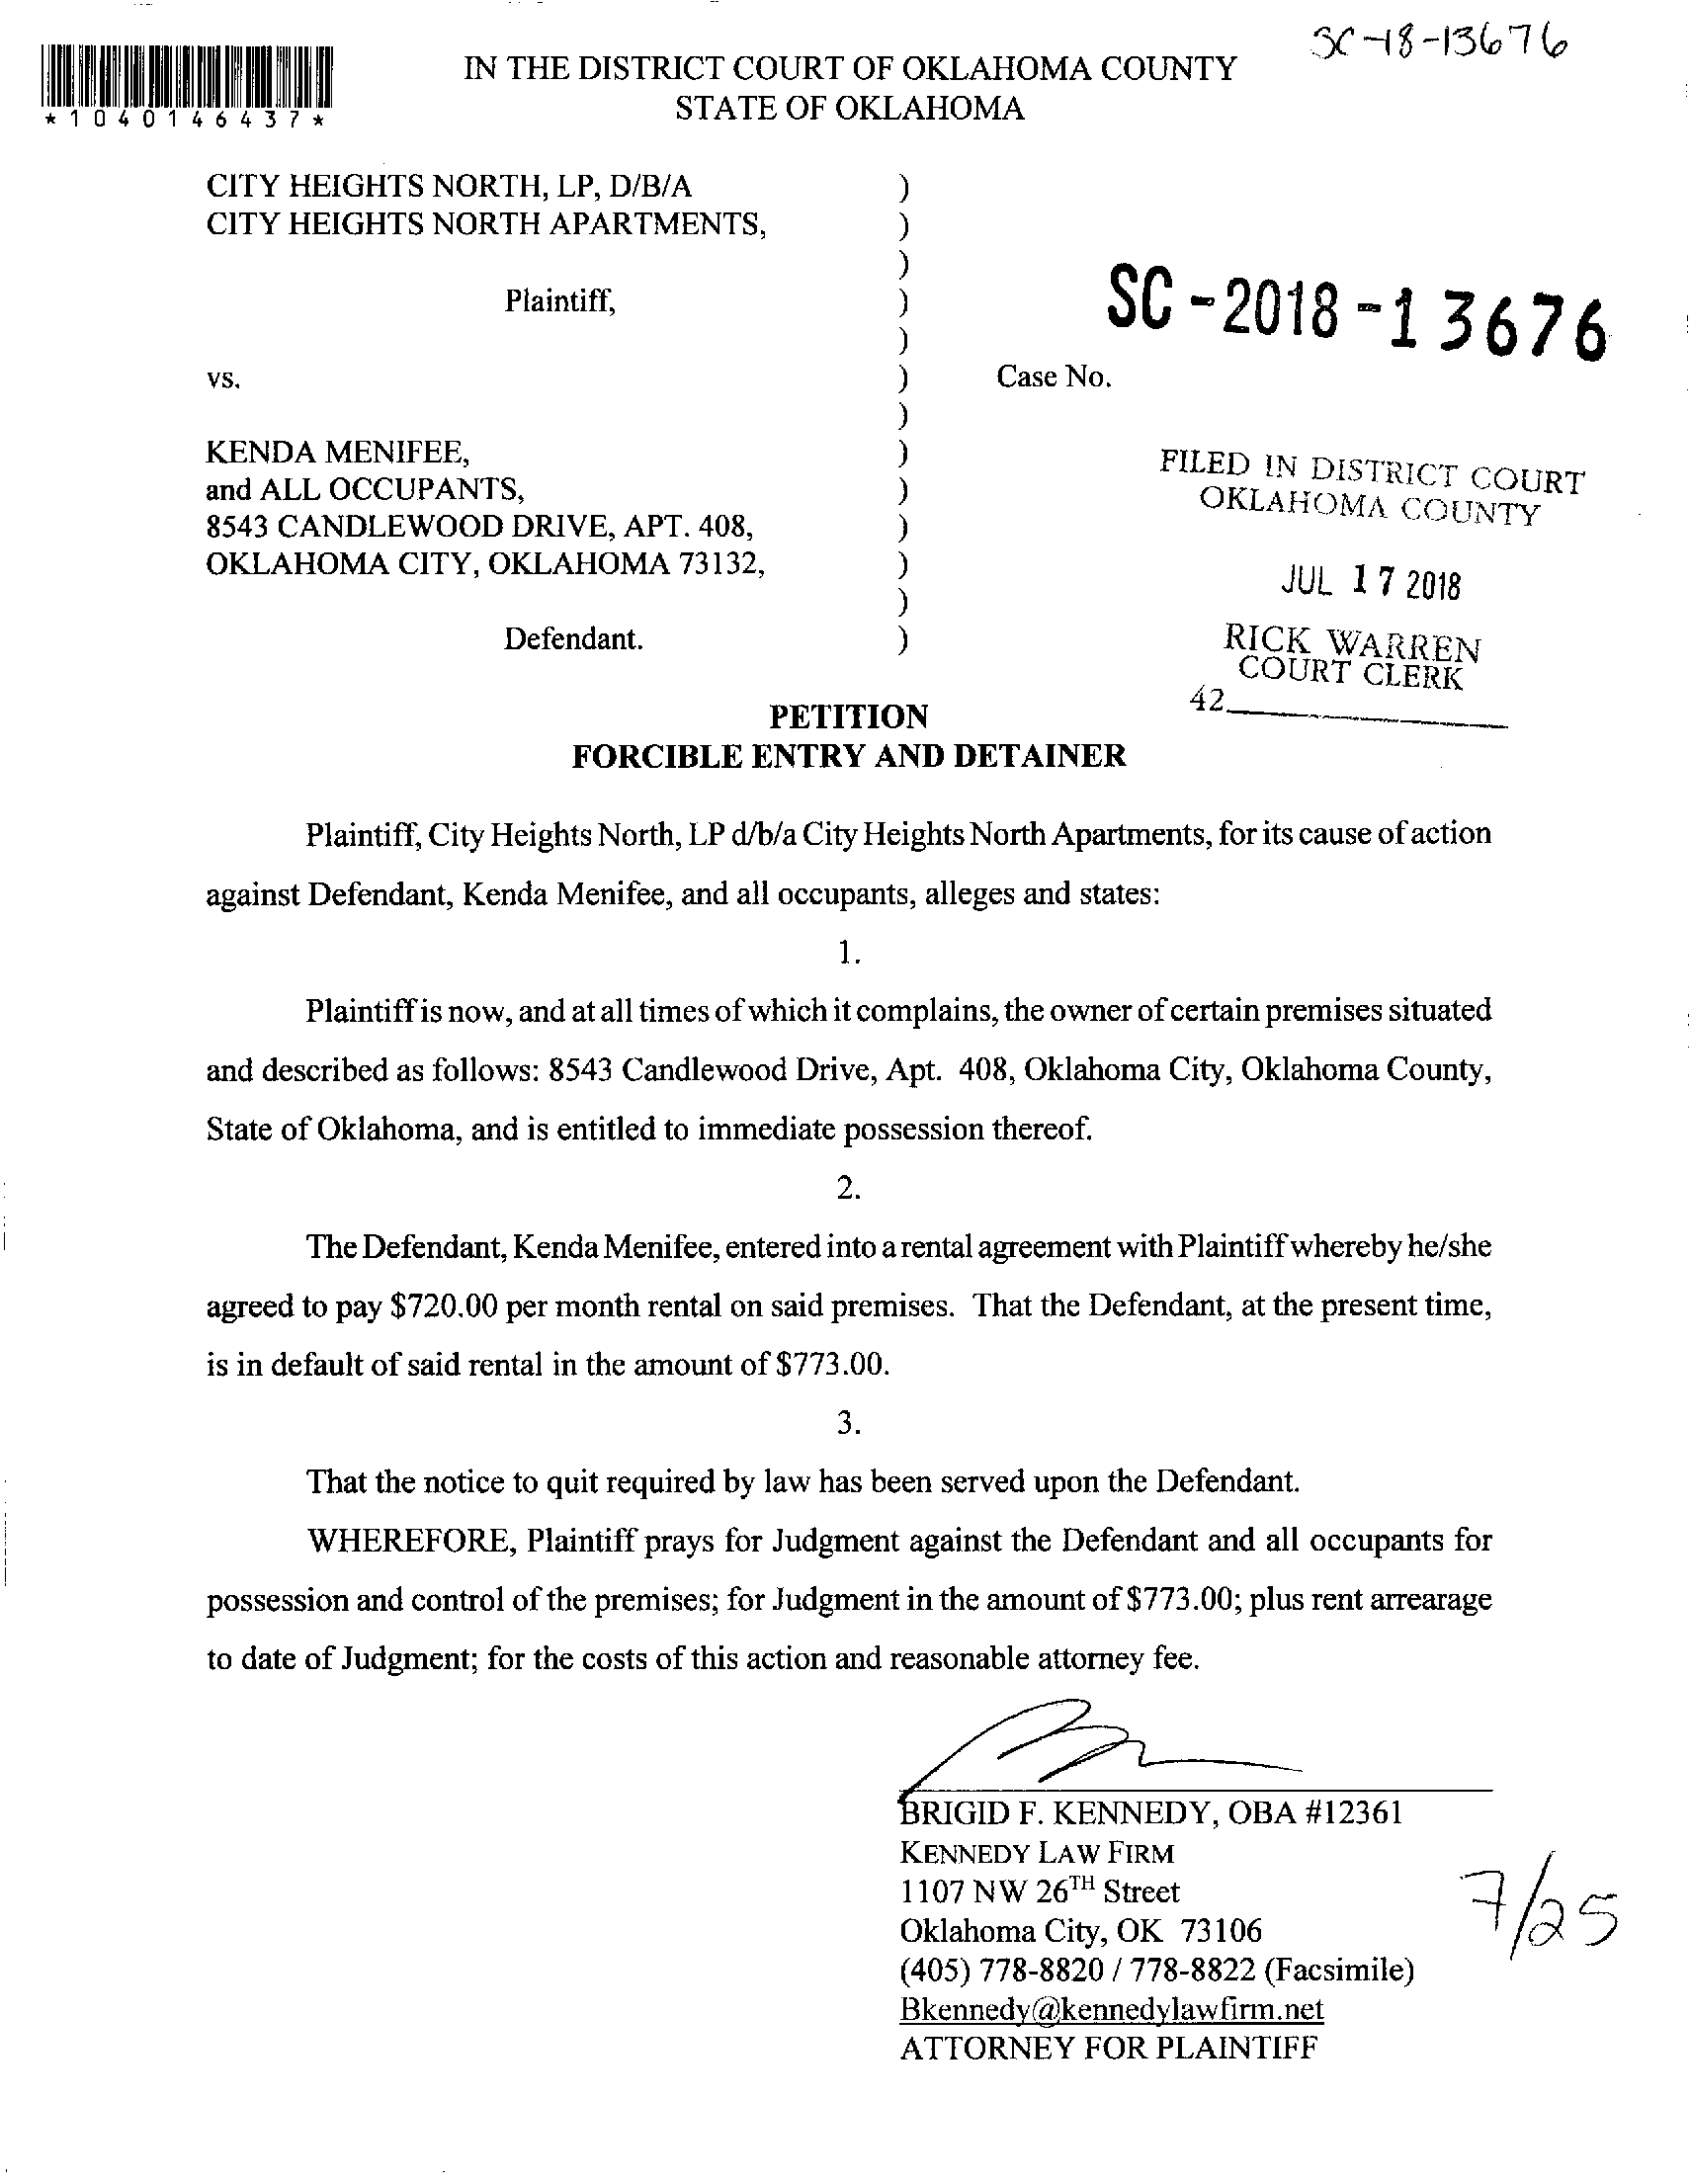 SC-18-13676
IN THE DISTRICT COURT OF OKLAHOMA COUNTY
STATE OF OKLAHOMA
*1040146437*
CITY HEIGHTS NORTH, LP, D/B/A )
CITY HEIGHTS NORTH APARTMENTS, )
)
Plaintiff, )
)
SC-2018-13676
vs. ) Case No.
)
KENDA MENIFEE, )
and ALL OCCUPANTS, )
8543 CANDLEWOOD DRIVE, APT. 408, )
OKLAHOMA CITY, OKLAHOMA 73132, )
)
Defendant. )
FILED IN DISTRICT COURT
OKLAHOMA COUNTY
JUL 17 2018
RICK WARREN
COURT CLERK
42
PETITION
FORCIBLE ENTRY AND DETAINER
Plaintiff, City Heights North, LP d/b/a City Heights North Apartments, for its cause of action
against Defendant, Kenda Menifee, and all occupants, alleges and states:
1.
Plaintiff is now, and at all times of which it complains, the owner of certain premises situated
and described as follows: 8543 Candlewood Drive, Apt. 408, Oklahoma City, Oklahoma County,
State of Oklahoma, and is entitled to immediate possession thereof.
2.
The Defendant, Kenda Menifee, entered into a rental agreement with Plaintiff whereby he/she
agreed to pay $720.00 per month rental on said premises. That the Defendant, at the present time,
is in default of said rental in the amount of $773.00.
3.
That the notice to quit required by law has been served upon the Defendant.
WHEREFORE, Plaintiff prays for Judgment against the Defendant and all occupants for
possession and control of the premises; for Judgment in the amount of $773.00; plus rent arrearage
to date of Judgment; for the costs of this action and reasonable attorney fee.
BRIGID F. KENNEDY, OBA #12361
KENNEDY LAW FIRM
1107 NW 26TH Street
Oklahoma City, OK 73106
(405) 778-8820 / 778-8822 (Facsimile)
Bkennedy@kennedylawfirm.net
ATTORNEY FOR PLAINTIFF
7/25